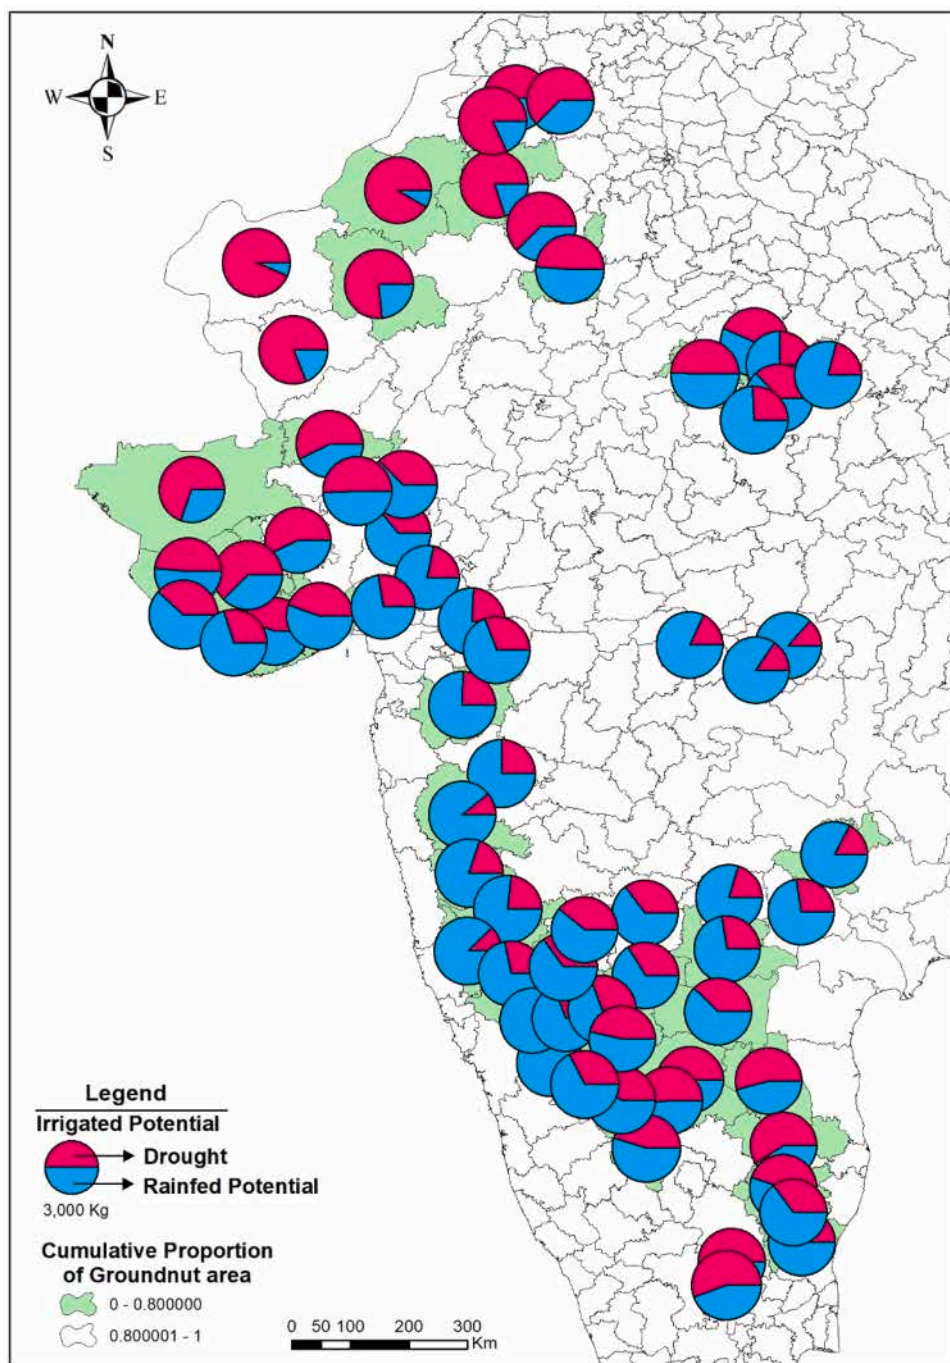 N
W E
S
Legend
Irrigated Potential
Drought
Rainfed Potential
3,000 Kg
Cumulative Proportion
of Groundnut area
0 - 0.800000
0.800001 - 1
0 50 100 200 300
Km